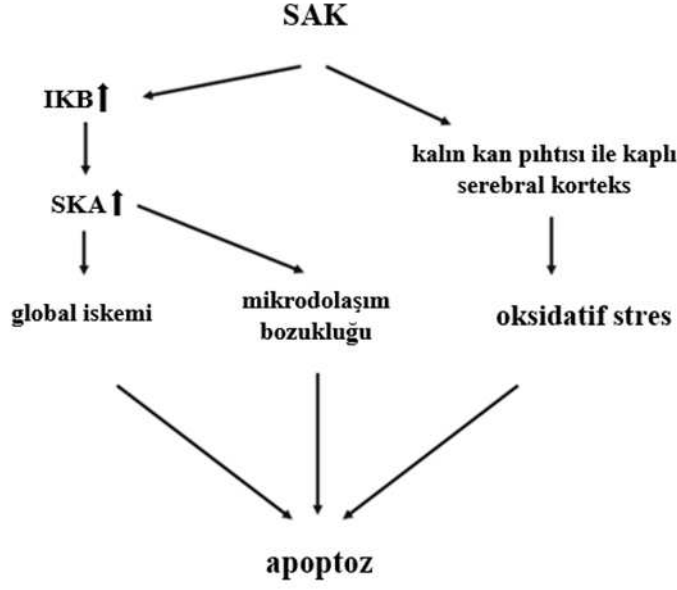 SAK
IKB⬆
kalın kan pıhtısı ile kaplı
serebral korteks
SKA⬆
global iskemi
mikrodolaşım
bozukluğu
oksidatif stres
apoptoz